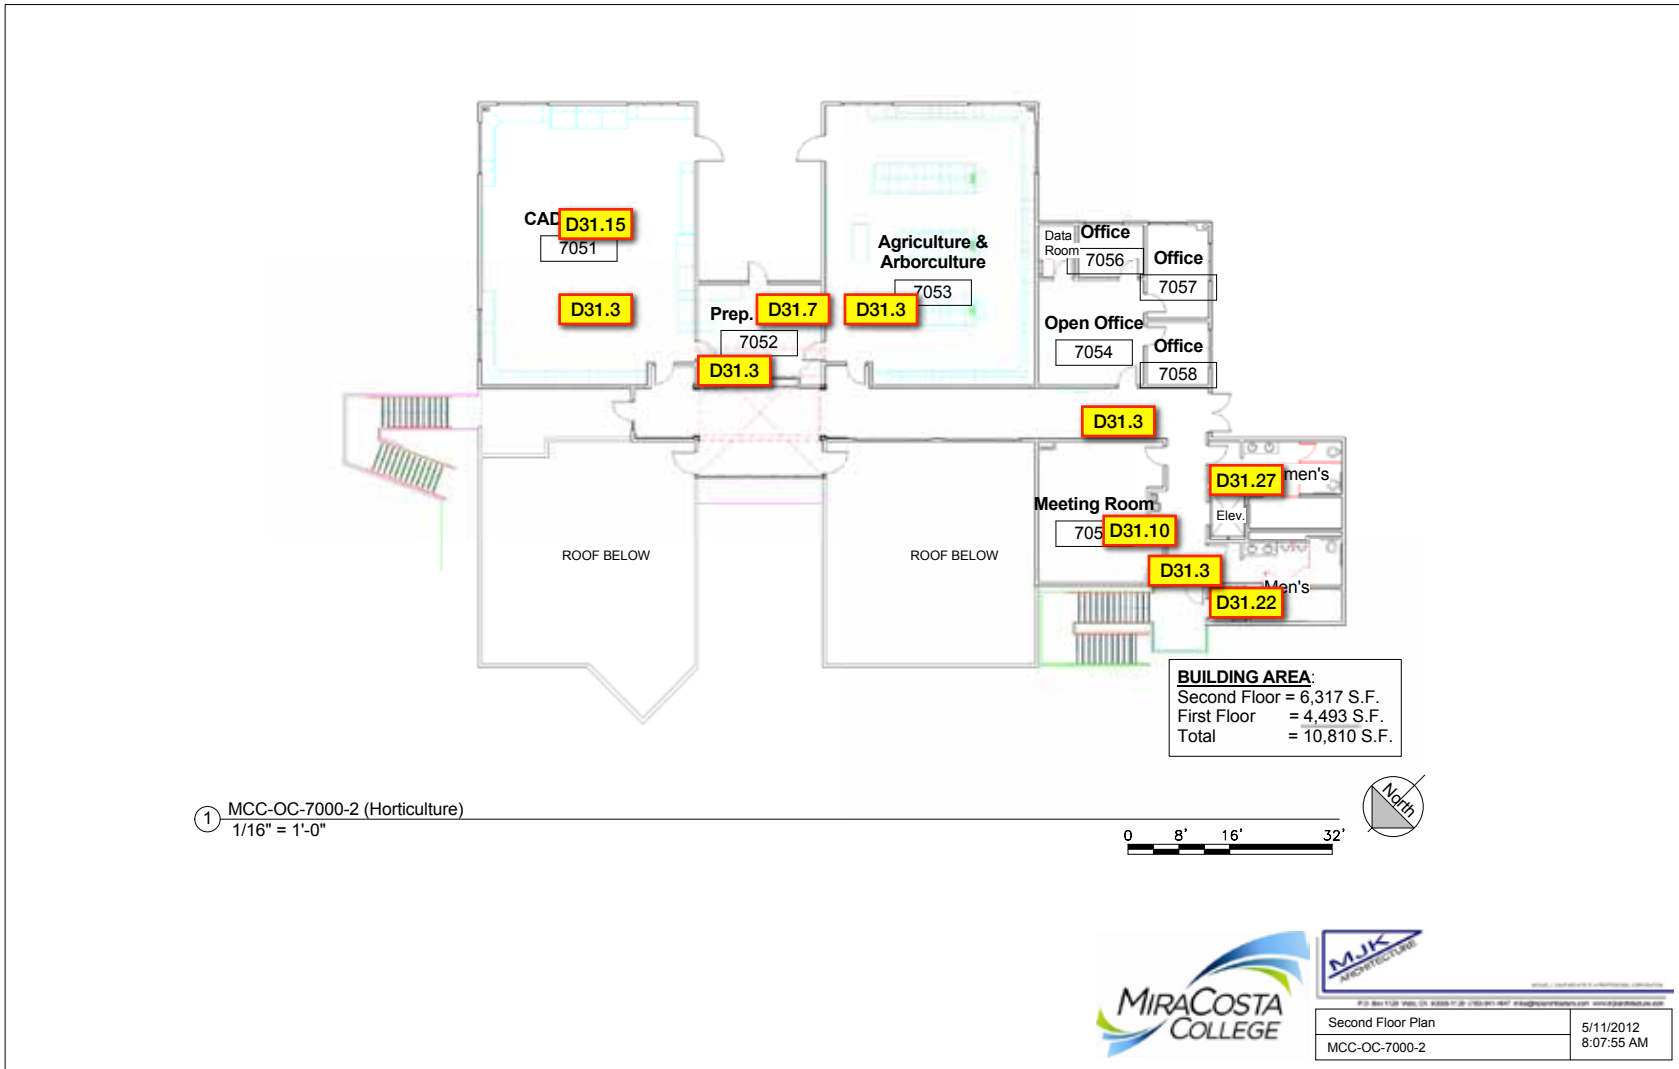 CAD
D31.15
7051
D31.3
Prep.
D31.7
7052
D31.3
Agriculture &
Arborculture
7053
D31.3
Data
Room
Office
7056
Office
7057
Open Office
7054
Office
7058
D31.3
D31.27
men's
Elev.
Meeting Room
705
D31.10
D31.3
Men's
D31.22
ROOF BELOW
ROOF BELOW
BUILDING AREA:
Second Floor = 6,317 S.F.
First Floor = 4,493 S.F.
Total = 10,810 S.F.
1
MCC-OC-7000-2 (Horticulture)
1/16" = 1'-0"
North
0 8' 16' 32'
MIRACOSTA
COLLEGE
MJK
ARCHITECTURE
Second Floor Plan
MCC-OC-7000-2
5/11/2012
8:07:55 AM